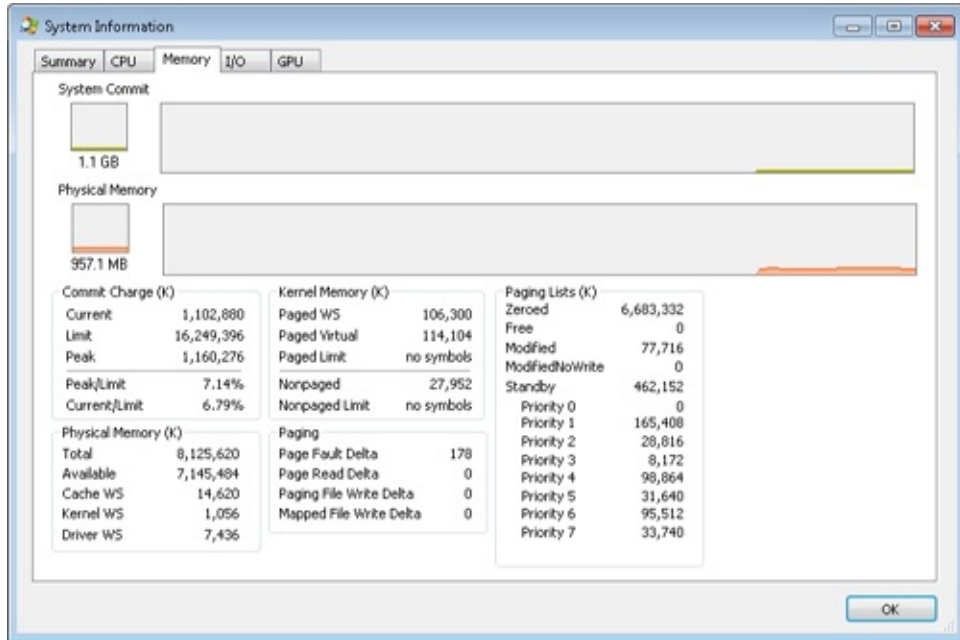 System Information
Summary CPU Memory I/O GPU
System Commit
1.1 GB
Physical Memory
957.1 MB
Commit Charge (K)
Current 1,102,880
Limit 16,249,396
Peak 1,160,276
Peak/Limit 7.14%
Current/Limit 6.79%
Physical Memory (K)
Total 8,125,620
Available 7,145,484
Cache WS 14,620
Kernel WS 1,056
Driver WS 7,436
Kernel Memory (K)
Paged WS 106,300
Paged Virtual 114,104
Paged Limit no symbols
Nonpaged 27,952
Nonpaged Limit no symbols
Paging
Page Fault Delta 178
Page Read Delta 0
Paging File Write Delta 0
Mapped File Write Delta 0
Paging Lists (K)
Zeroed 6,683,332
Free 0
Modified 77,716
ModifiedNoWrite 0
Standby 462,152
Priority 0 0
Priority 1 165,408
Priority 2 28,816
Priority 3 8,172
Priority 4 98,864
Priority 5 31,640
Priority 6 95,512
Priority 7 33,740
OK